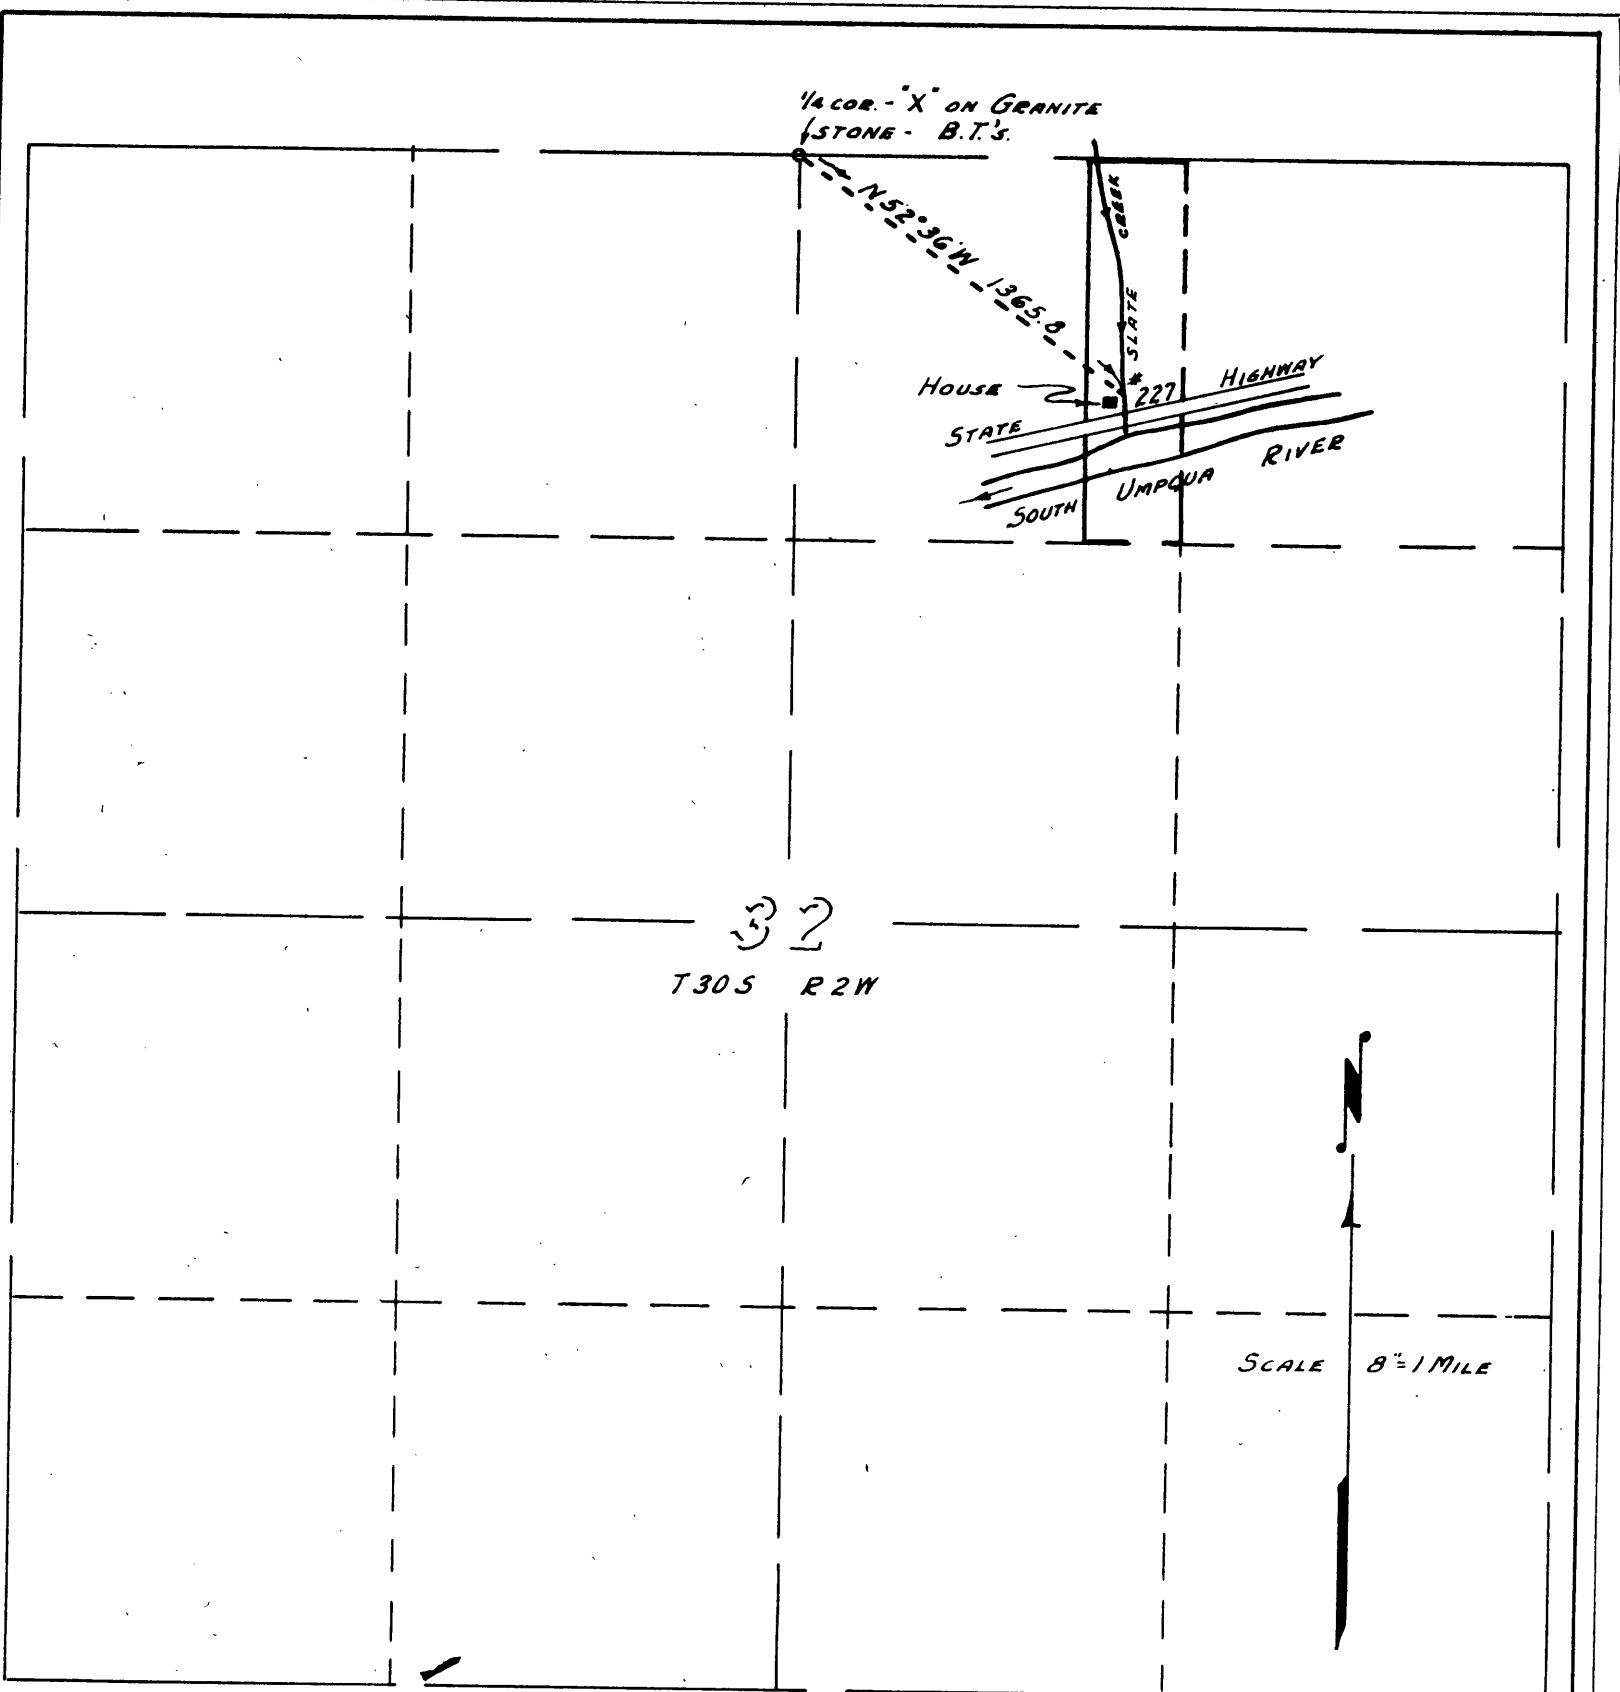 1/4 COR. - "X" ON GRANITE
STONE - B.T.'s.
N52°36'W 1365.8
CREEK
SLATE
HOUSE
#227
STATE
HIGHWAY
SOUTH UMPQUA RIVER
32
T30S R2W
N
SCALE 8"=1 MILE